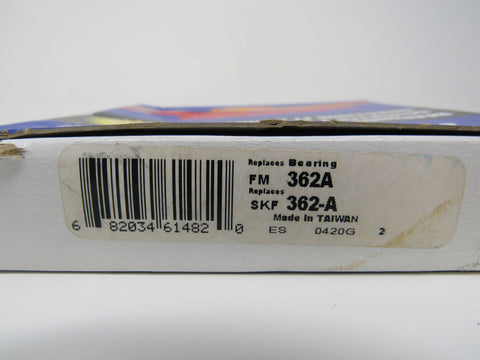 Replaces Bearing
FM 362A
Replaces
SKF 362-A
Made in TAIWAN
ES 0420G 2
6 82034 61482 0